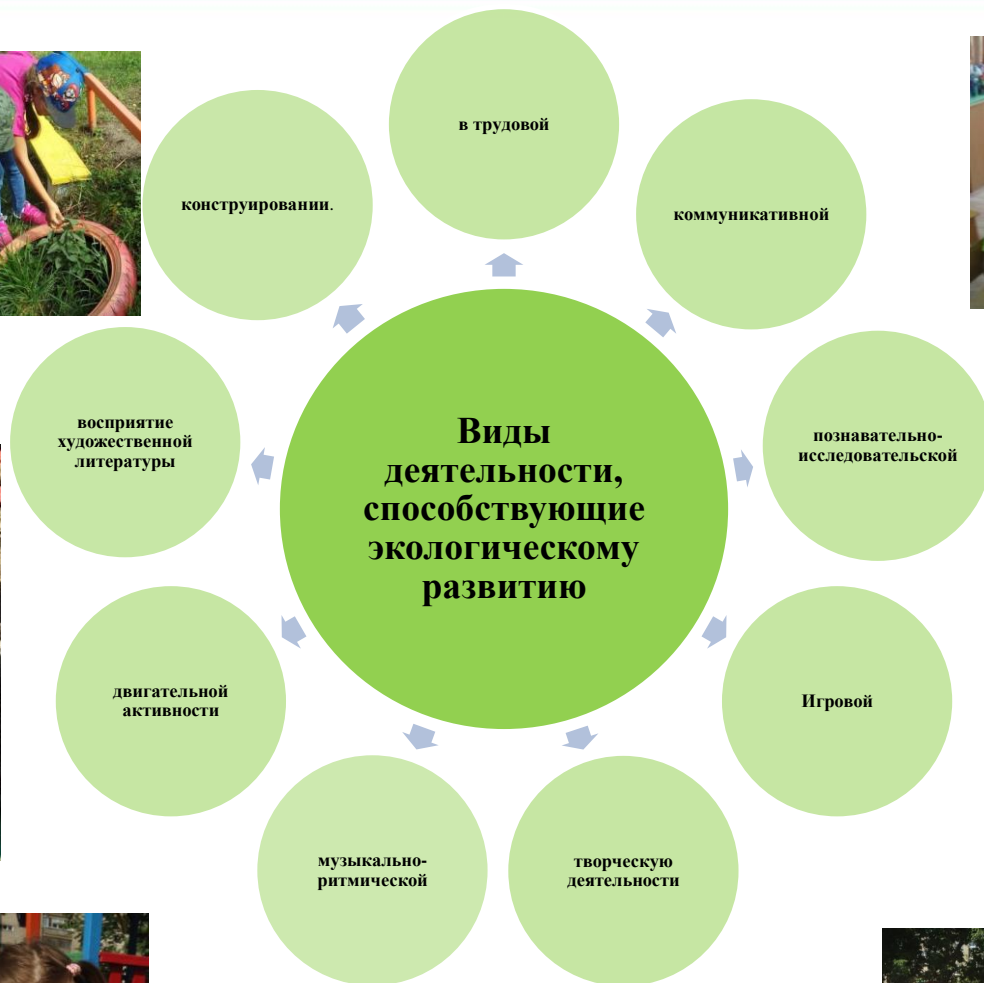 в трудовой
коммуникативной
познавательно-
исследовательской
Игровой
творческую
деятельности
музыкально-
ритмической
двигательной
активности
восприятие
художественной
литературы
конструировании.
Виды
деятельности,
способствующие
экологическому
развитию